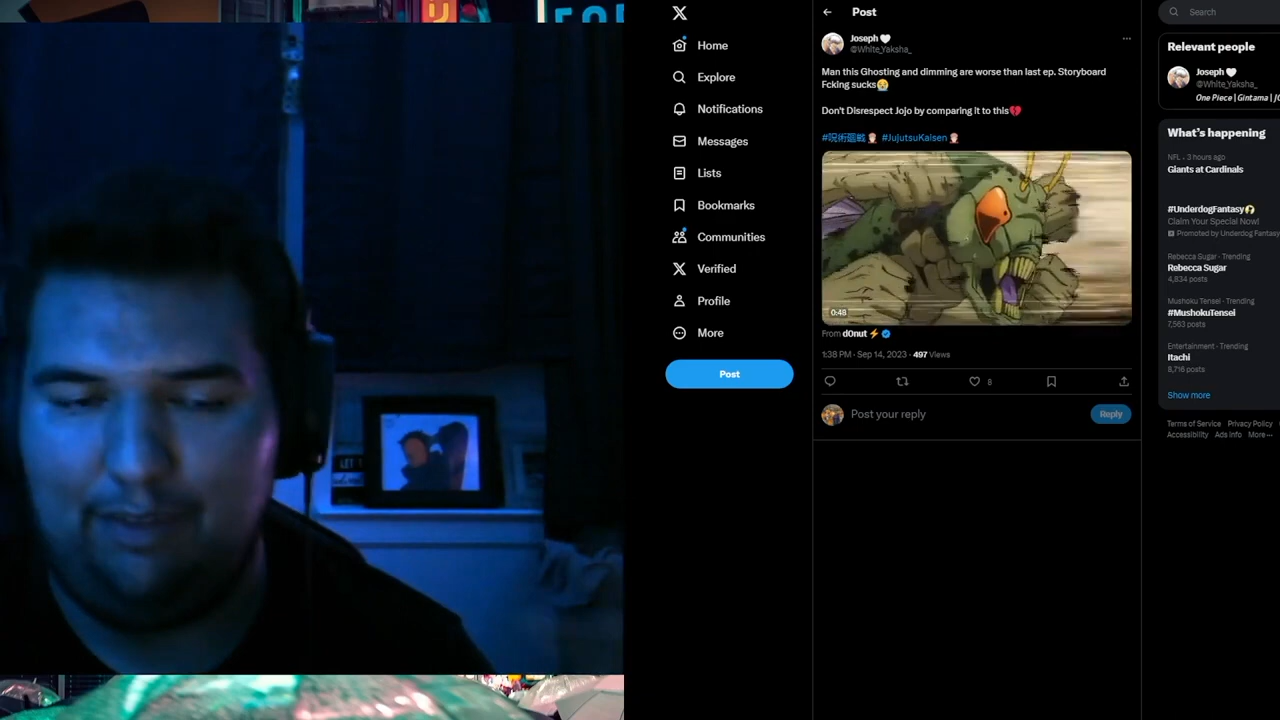 FOR
Home
Explore
Notifications
Messages
Lists
Bookmarks
Communities
Verified
Profile
More
Post
Post
Joseph
@White_Yaksha_
Man this Ghosting and dimming are worse than last ep. Storyboard
Fcking sucks😭
Don't Disrespect Jojo by comparing it to this💔
#呪術廻戦 #JujutsuKaisen
0:48
From d0nut⚡
1:38 PM · Sep 14, 2023 · 497 Views
8
Post your reply
Reply
Search
Relevant people
Joseph
@White_Yaksha_
One Piece | Gintama |
What's happening
NFL · 3 hours ago
Giants at Cardinals
#UnderdogFantasy
Claim Your Special Now!
Promoted by Underdog Fantasy
Rebecca Sugar · Trending
Rebecca Sugar
4,834 posts
Mushoku Tensei · Trending
#MushokuTensei
7,563 posts
Entertainment · Trending
Itachi
8,716 posts
Show more
Terms of Service Privacy Policy
Accessibility Ads info More ···